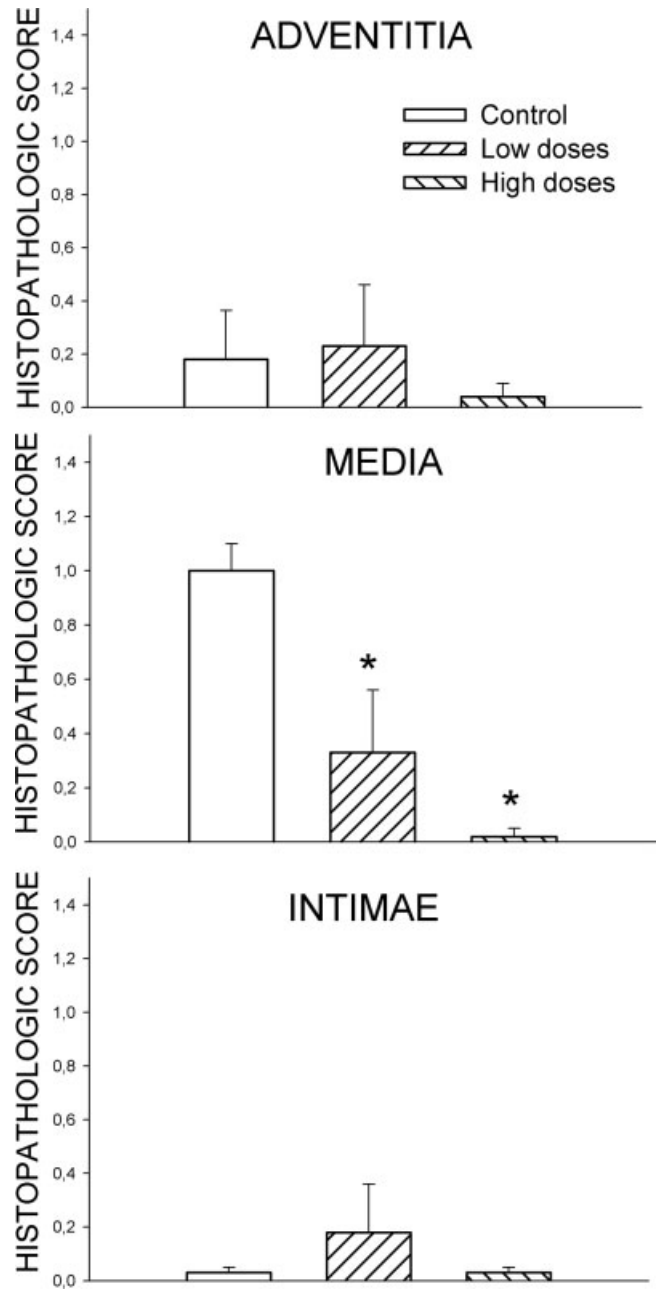 ADVENTITIA
HISTOPATHOLOGIC SCORE
1,4
1,2
1,0
0,8
0,6
0,4
0,2
0,0
Control
Low doses
High doses
MEDIA
HISTOPATHOLOGIC SCORE
1,4
1,2
1,0
0,8
0,6
0,4
0,2
0,0
*
*
INTIMAE
HISTOPATHOLOGIC SCORE
1,4
1,2
1,0
0,8
0,6
0,4
0,2
0,0